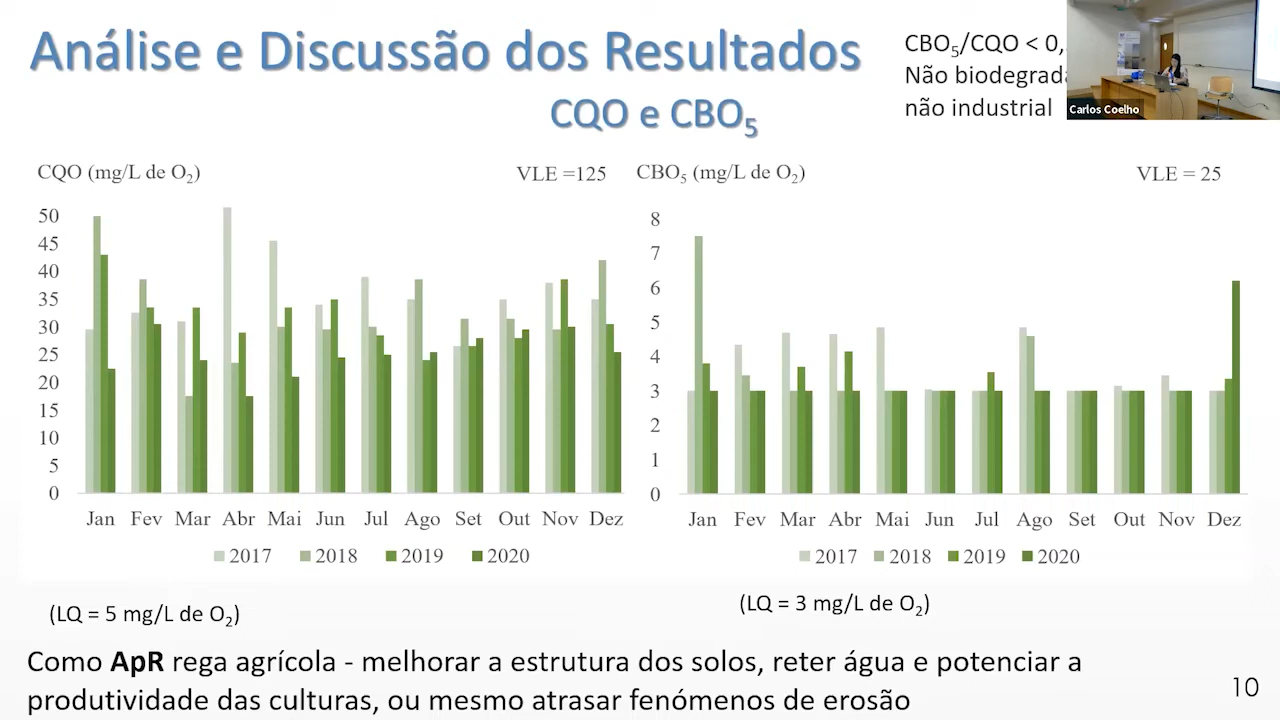 Análise e Discussão dos Resultados
CQO e CBO5
CBO5/CQO < 0,
Não
não industrial
Carlos Coelho
CQO (mg/L de O2)
VLE =125
50
45
40
35
30
25
20
15
10
5
0
Jan Fev Mar Abr Mai Jun Jul Ago Set Out Nov Dez
2017 2018 2019 2020
(LQ = 5 mg/L de O2)
CBO5 (mg/L de O2)
VLE = 25
8
7
6
5
4
3
2
1
0
Jan Fev Mar Abr Mai Jun Jul Ago Set Out Nov Dez
2017 2018 2019 2020
(LQ = 3 mg/L de O2)
Como ApR rega agrícola - melhorar a estrutura dos solos, reter água e potenciar a
produtividade das culturas, ou mesmo atrasar fenómenos de erosão
10